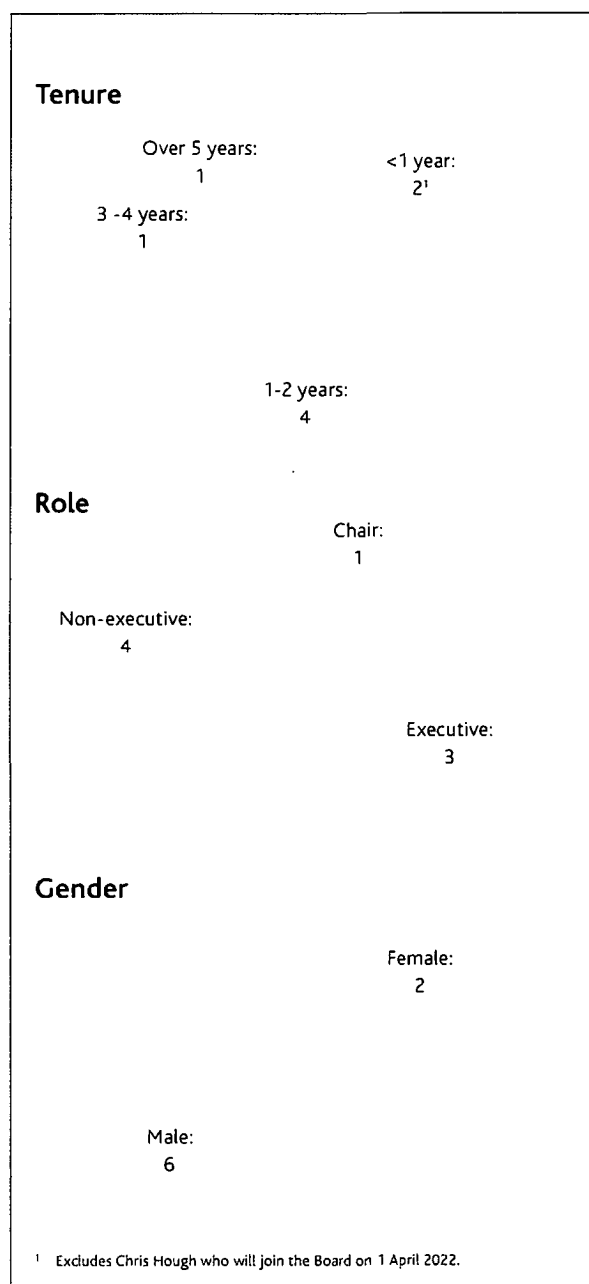 Tenure
Over 5 years:
1
<1 year:
2¹
3 -4 years:
1
1-2 years:
4
Role
Chair:
1
Non-executive:
4
Executive:
3
Gender
Female:
2
Male:
6
¹ Excludes Chris Hough who will join the Board on 1 April 2022.